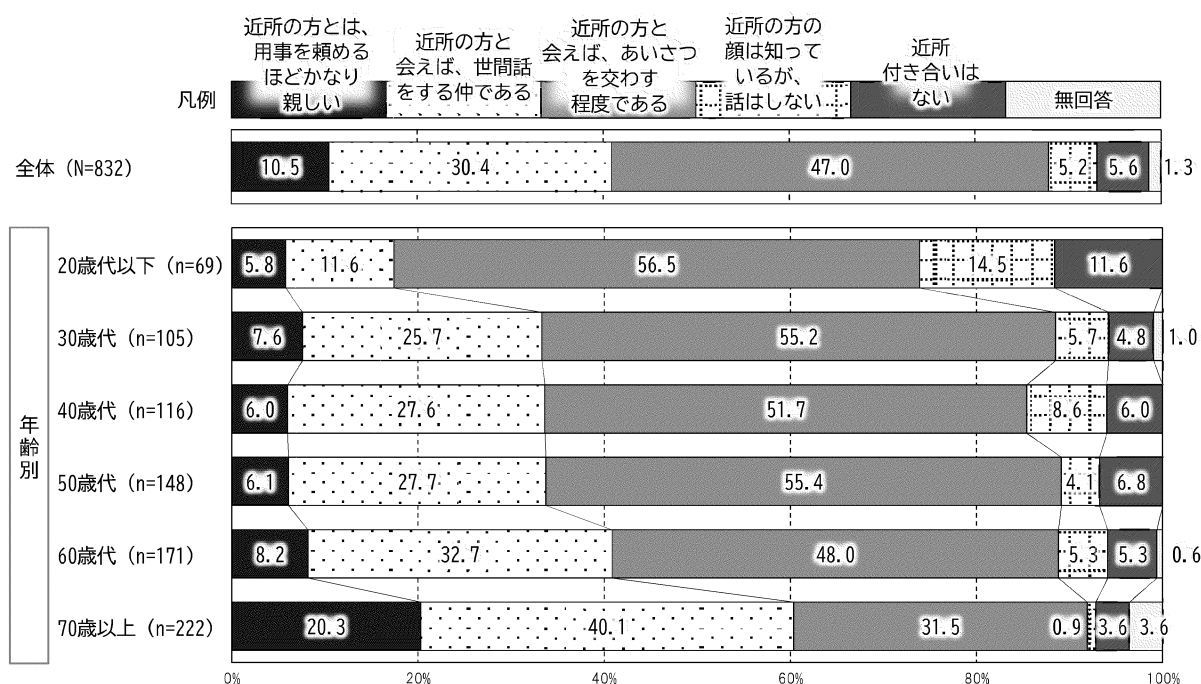 近所の方とは、
用事を頼める
ほどかなり
親しい
近所の方と
会えば、世間話
をする仲である
近所の方と
会えば、あいさつ
を交わす
程度である
近所の方の
顔は知って
いるが、
話はしない
近所
付き合いは
ない
無回答
凡例
全体（N=832）
10.5 30.4 47.0 5.2 5.6 1.3
年齢別
20歳代以下（n=69）
5.8 11.6 56.5 14.5 11.6
30歳代（n=105）
7.6 25.7 55.2 5.7 4.8 1.0
40歳代（n=116）
6.0 27.6 51.7 8.6 6.0
50歳代（n=148）
6.1 27.7 55.4 4.1 6.8
60歳代（n=171）
8.2 32.7 48.0 5.3 5.3 0.6
70歳以上（n=222）
20.3 40.1 31.5 0.9 3.6 3.6
0% 20% 40% 60% 80% 100%